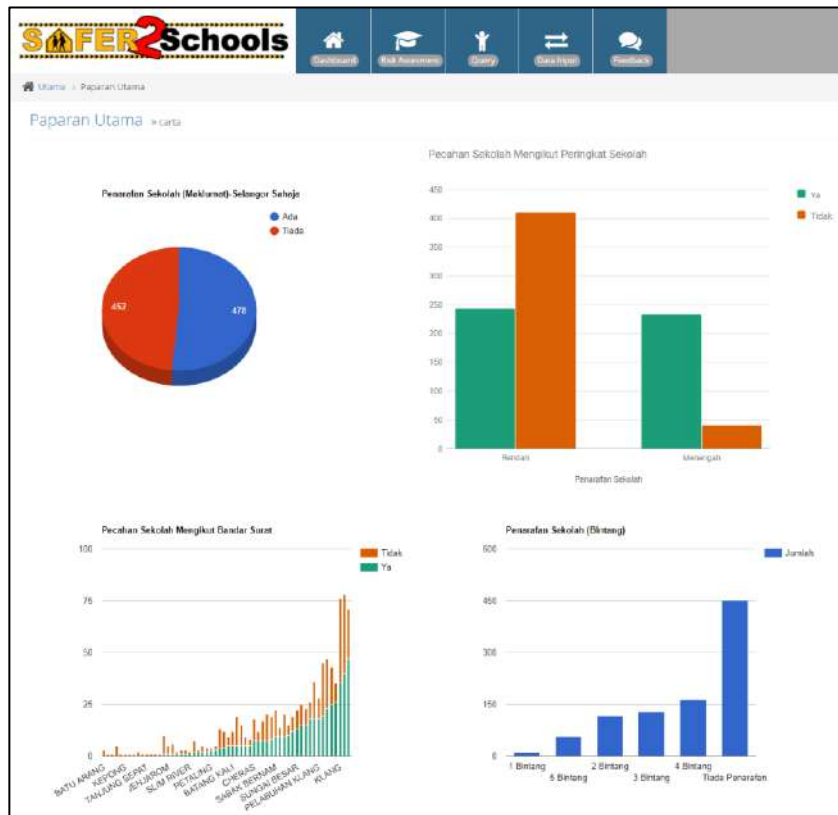 SAFER2Schools
Dashboard
Risk Assessment
Query
Data Input
Feedback
Utama > Paparan Utama
Paparan Utama » carta
Penarafan Sekolah (Maklumat)-Selangor Sahaja
Ada
Tiada
452
478
Pecahan Sekolah Mengikut Peringkat Sekolah
450
400
350
300
250
200
150
100
50
0
Ya
Tidak
Rendah
Menengah
Penarafan Sekolah
Pecahan Sekolah Mengikut Bandar Surat
100
75
50
25
0
Tidak
Ya
BATU ARANG
KEPONG
TANJUNG SEPAT
JENJAROM
SLIM RIVER
PETALING
BATANG KALI
CHERAS
SABAK BERNAM
SUNGAI BESAR
PELABUHAN KLANG
KLANG
Penarafan Sekolah (Bintang)
600
450
300
150
0
Jumlah
1 Bintang
5 Bintang
2 Bintang
3 Bintang
4 Bintang
Tiada Penarafan